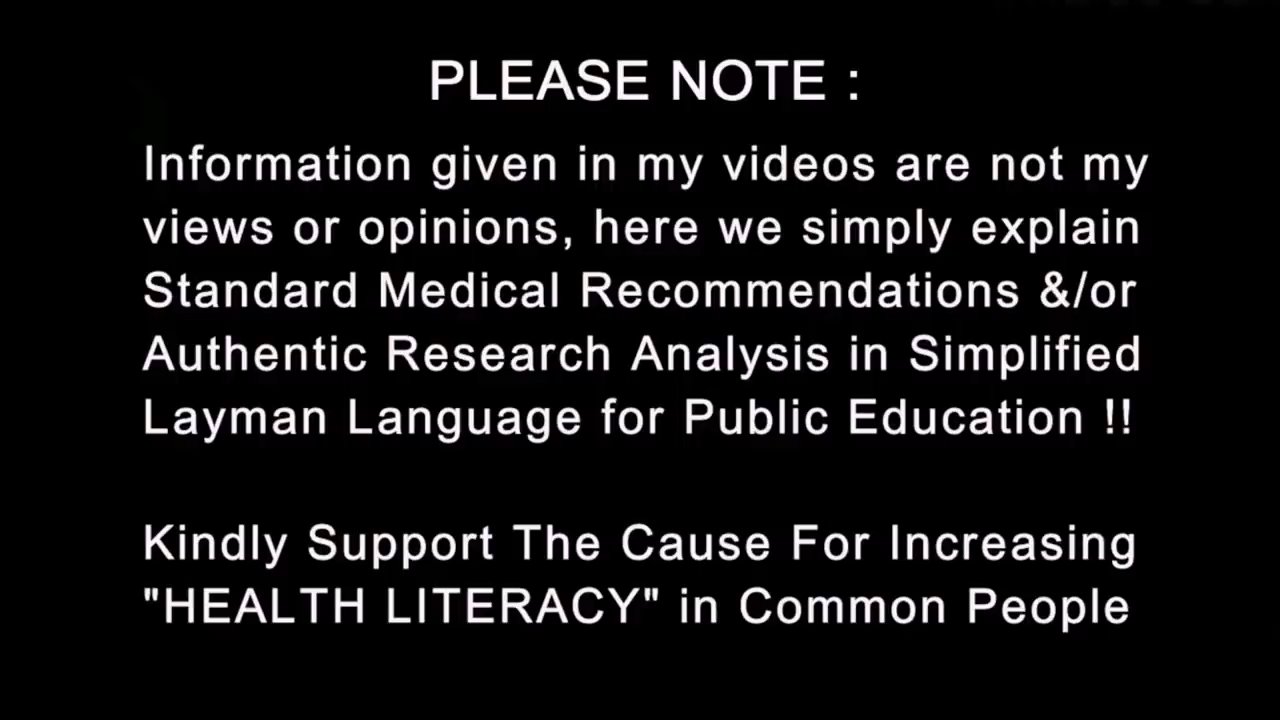 PLEASE NOTE :
Information given in my videos are not my
views or opinions, here we simply explain
Standard Medical Recommendations &/or
Authentic Research Analysis in Simplified
Layman Language for Public Education !!
Kindly Support The Cause For Increasing
"HEALTH LITERACY" in Common People